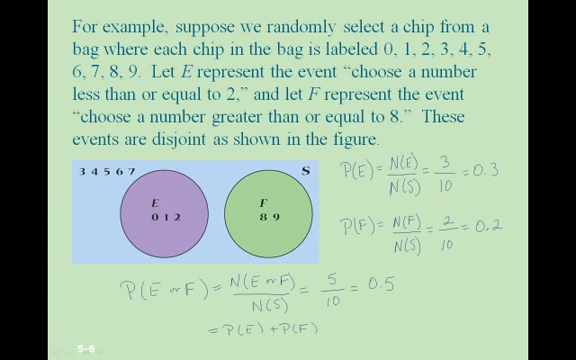 For example, suppose we randomly select a chip from a
bag where each chip in the bag is labeled 0, 1, 2, 3, 4, 5,
6, 7, 8, 9. Let E represent the event “choose a number
less than or equal to 2,” and let F represent the event
“choose a number greater than or equal to 8.” These
events are disjoint as shown in the figure.
3 4 5 6 7
S
E
0 1 2
F
8 9
P(E) = N(E)/N(S) = 3/10 = 0.3
P(F) = N(F)/N(S) = 2/10 = 0.2
P(E or F) = N(E or F)/N(S) = 5/10 = 0.5
= P(E) + P(F)
5-6